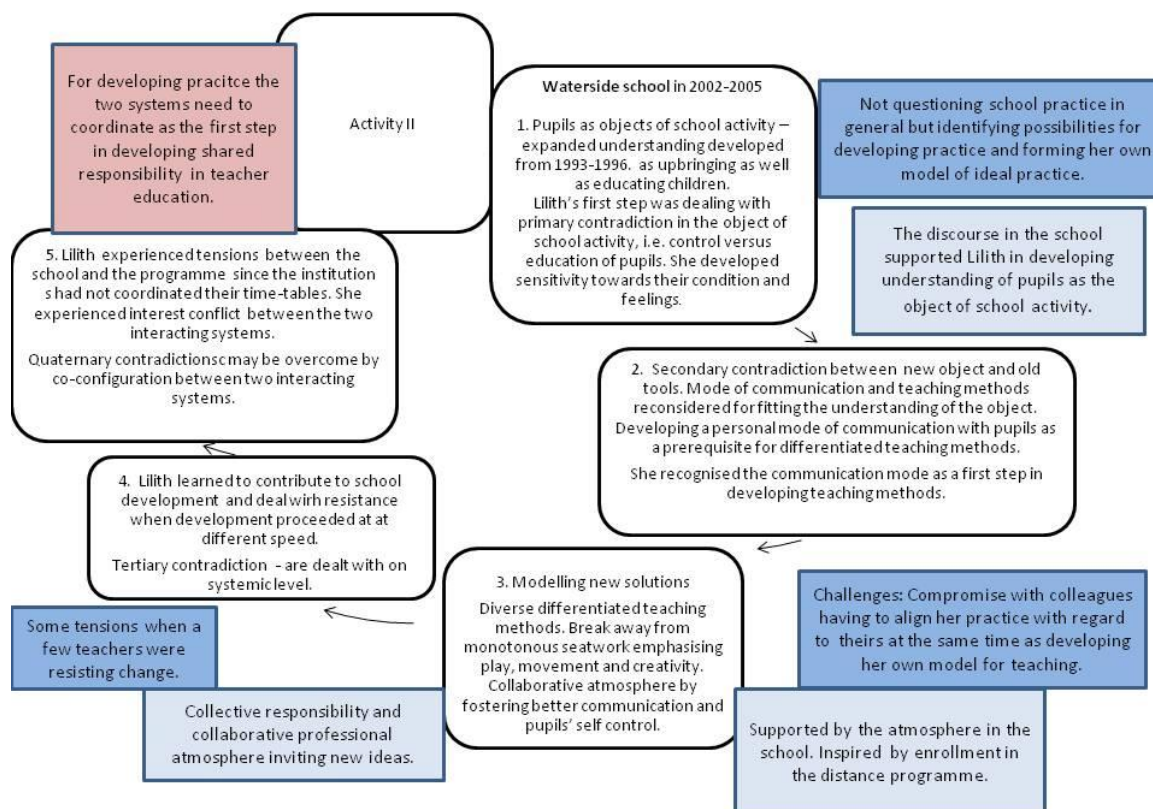 For developing pracitce the
two systems need to
coordinate as the first step
in developing shared
responsibility in teacher
education.
Activity II
Waterside school in 2002-2005
1. Pupils as objects of school activity –
expanded understanding developed
from 1993-1996. as upbringing as well
as educating children.
Lilith's first step was dealing with
primary contradiction in the object of
school activity, i.e. control versus
education of pupils. She developed
sensitivity towards their condition and
feelings.
Not questioning school practice in
general but identifying possibilities for
developing practice and forming her own
model of ideal practice.
The discourse in the school
supported Lilith in developing
understanding of pupils as the
object of school activity.
2. Secondary contradiction between new object and old
tools. Mode of communication and teaching methods
reconsidered for fitting the understanding of the object.
Developing a personal mode of communication with pupils as
a prerequisite for differentiated teaching methods.
She recognised the communication mode as a first step in
developing teaching methods.
3. Modelling new solutions
Diverse differentiated teaching
methods. Break away from
monotonous seatwork emphasising
play, movement and creativity.
Collaborative atmosphere by
fostering better communication and
pupils' self control.
Challenges: Compromise with colleagues
having to align her practice with regard
to theirs at the same time as developing
her own model for teaching.
Supported by the atmosphere in the
school. Inspired by enrollment in
the distance programme.
4. Lilith learned to contribute to school
development and deal wirh resistance
when development proceeded at at
different speed.
Tertiary contradiction - are dealt with on
systemic level.
Some tensions when a
few teachers were
resisting change.
Collective responsibility and
collaborative professional
atmosphere inviting new ideas.
5. Lilith experienced tensions between the
school and the programme since the institution
s had not coordinated their time-tables. She
experienced interest conflict between the two
interacting systems.
Quaternary contradictionsc may be overcome by
co-configuration between two interacting
systems.